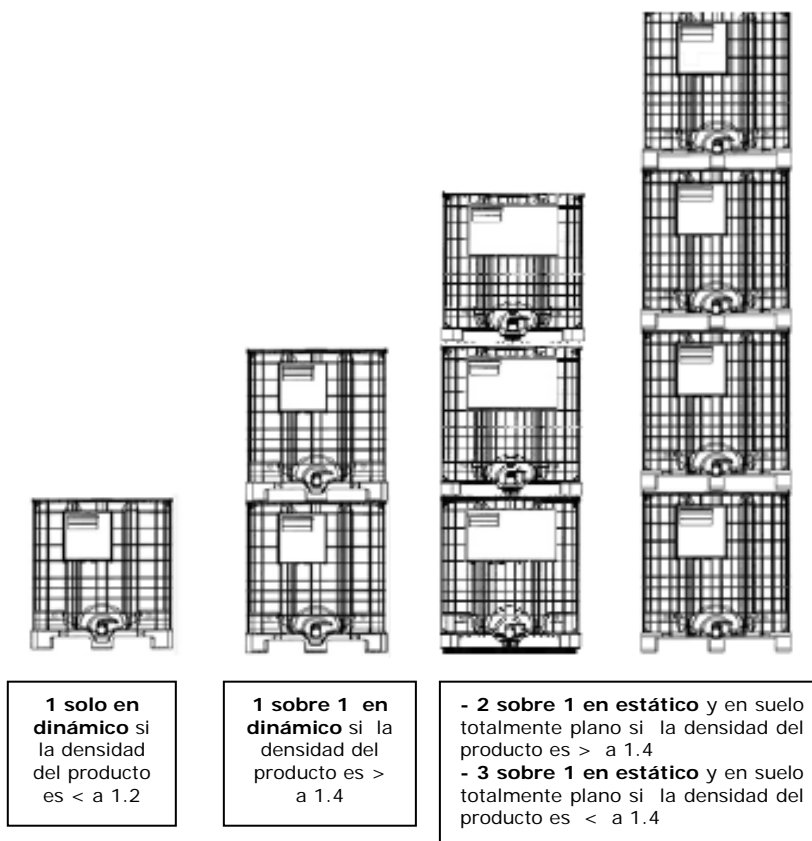 1 solo en
dinámico si
la densidad
del producto
es < a 1.2
1 sobre 1 en
dinámico si la
densidad del
producto es >
a 1.4
- 2 sobre 1 en estático y en suelo
totalmente plano si la densidad del
producto es > a 1.4
- 3 sobre 1 en estático y en suelo
totalmente plano si la densidad del
producto es < a 1.4